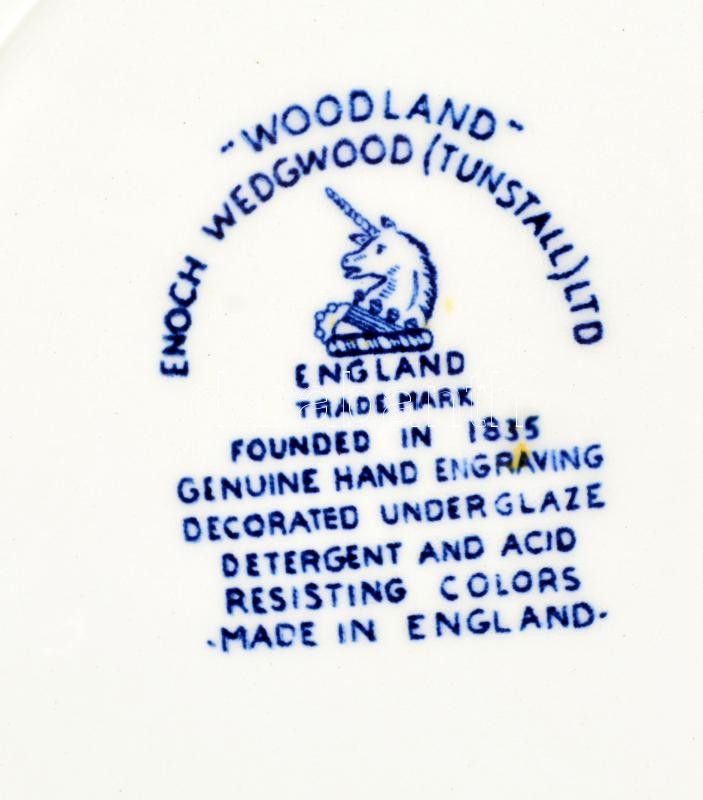 -WOODLAND-
ENOCH WEDGWOOD (TUNSTALL) LTD
ENGLAND
TRADE MARK
FOUNDED IN 1835
GENUINE HAND ENGRAVING
DECORATED UNDERGLAZE
DETERGENT AND ACID
RESISTING COLORS
·MADE IN ENGLAND·